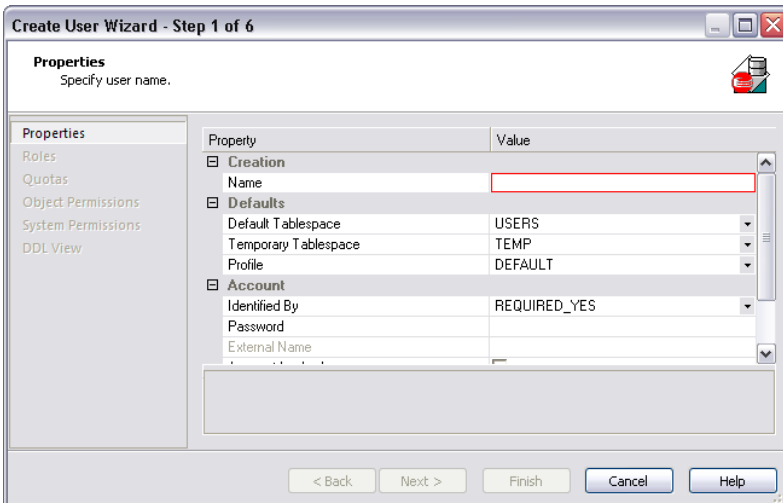 Create User Wizard - Step 1 of 6
Properties
Specify user name.
Properties
Roles
Quotas
Object Permissions
System Permissions
DDL View
Property Value
Creation
Name
Defaults
Default Tablespace USERS
Temporary Tablespace TEMP
Profile DEFAULT
Account
Identified By REQUIRED_YES
Password
External Name
< Back Next > Finish Cancel Help